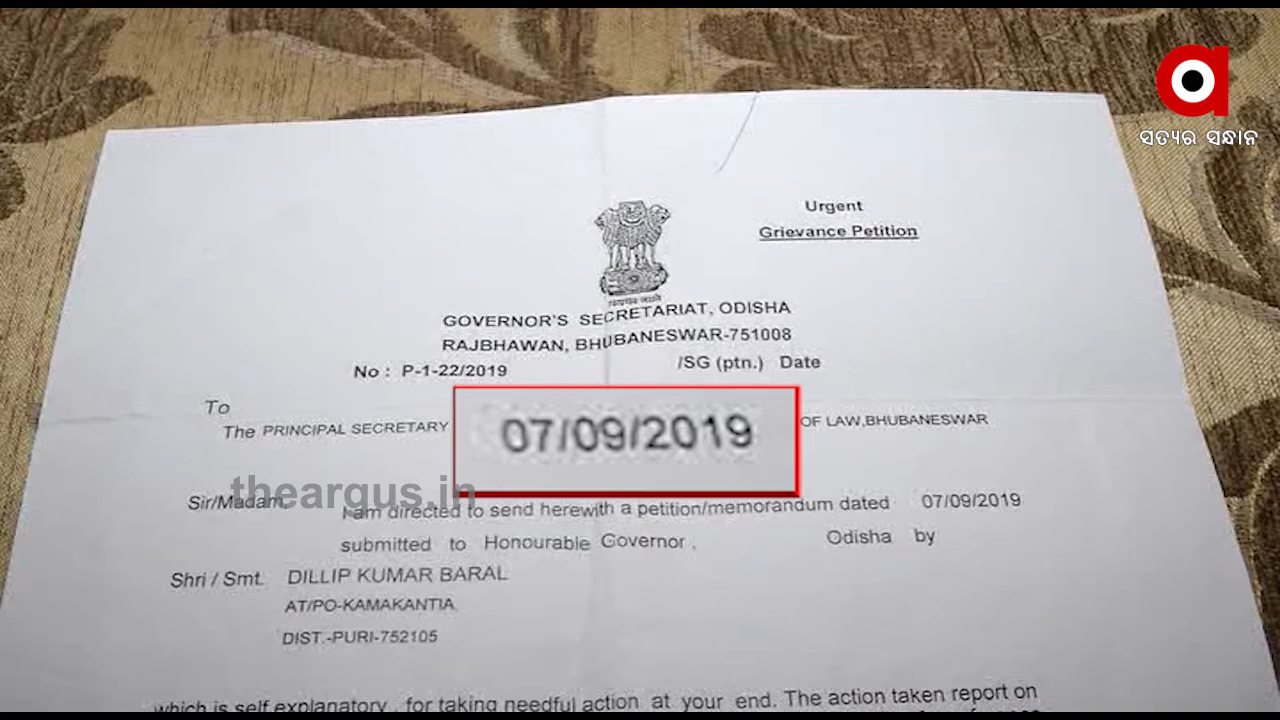 ସତ୍ୟର ସନ୍ଧାନ
Urgent
Grievance Petition
सत्यमेव जयते
GOVERNOR'S SECRETARIAT, ODISHA
RAJBHAWAN, BHUBANESWAR-751008
No : P-1-22/2019 /SG (ptn.) Date
To
The PRINCIPAL SECRETARY OF LAW,BHUBANESWAR
07/09/2019
theargus.in
Sir/Madam,
I am directed to send herewith a petition/memorandum dated 07/09/2019
submitted to Honourable Governor , Odisha by
Shri / Smt. DILLIP KUMAR BARAL
AT/PO-KAMAKANTIA
DIST.-PURI-752105
which is self explanatory , for taking needful action at your end. The action taken report on